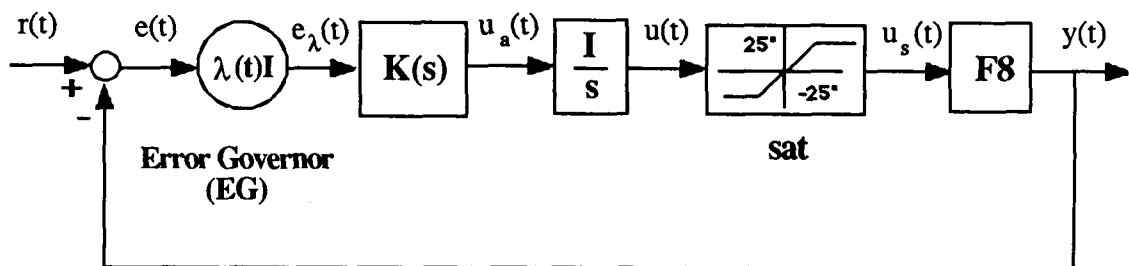 r(t)
e(t)
e_λ(t)
u_a(t)
u(t)
u_s(t)
y(t)
+
-
λ(t)I
K(s)
I
s
25°
-25°
F8
sat
Error Governor
(EG)